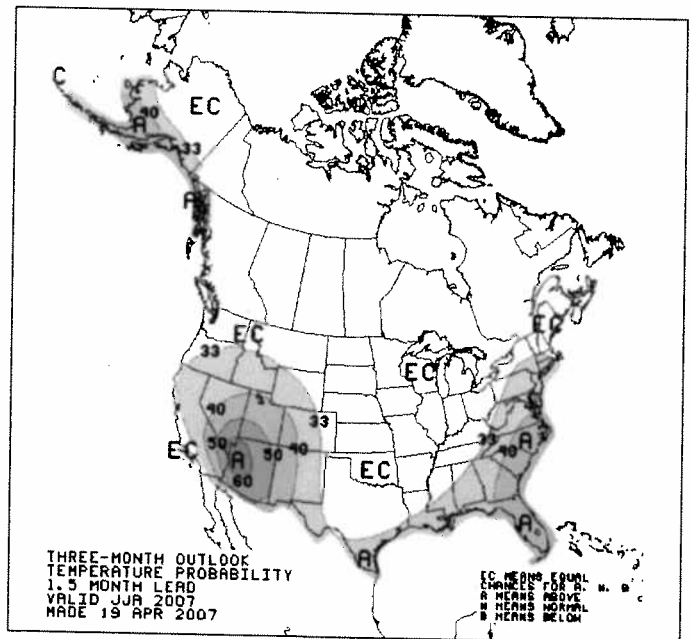 C
EC
40
A
33
A
EC
EC
33
EC
40
33
33
A
50
40
40
EC
50
A
EC
60
A
A
THREE-MONTH OUTLOOK
TEMPERATURE PROBABILITY
1.5 MONTH LEAD
VALID JJA 2007
MADE 19 APR 2007
EC MEANS EQUAL
CHANCES FOR A, N, B
A MEANS ABOVE
N MEANS NORMAL
B MEANS BELOW